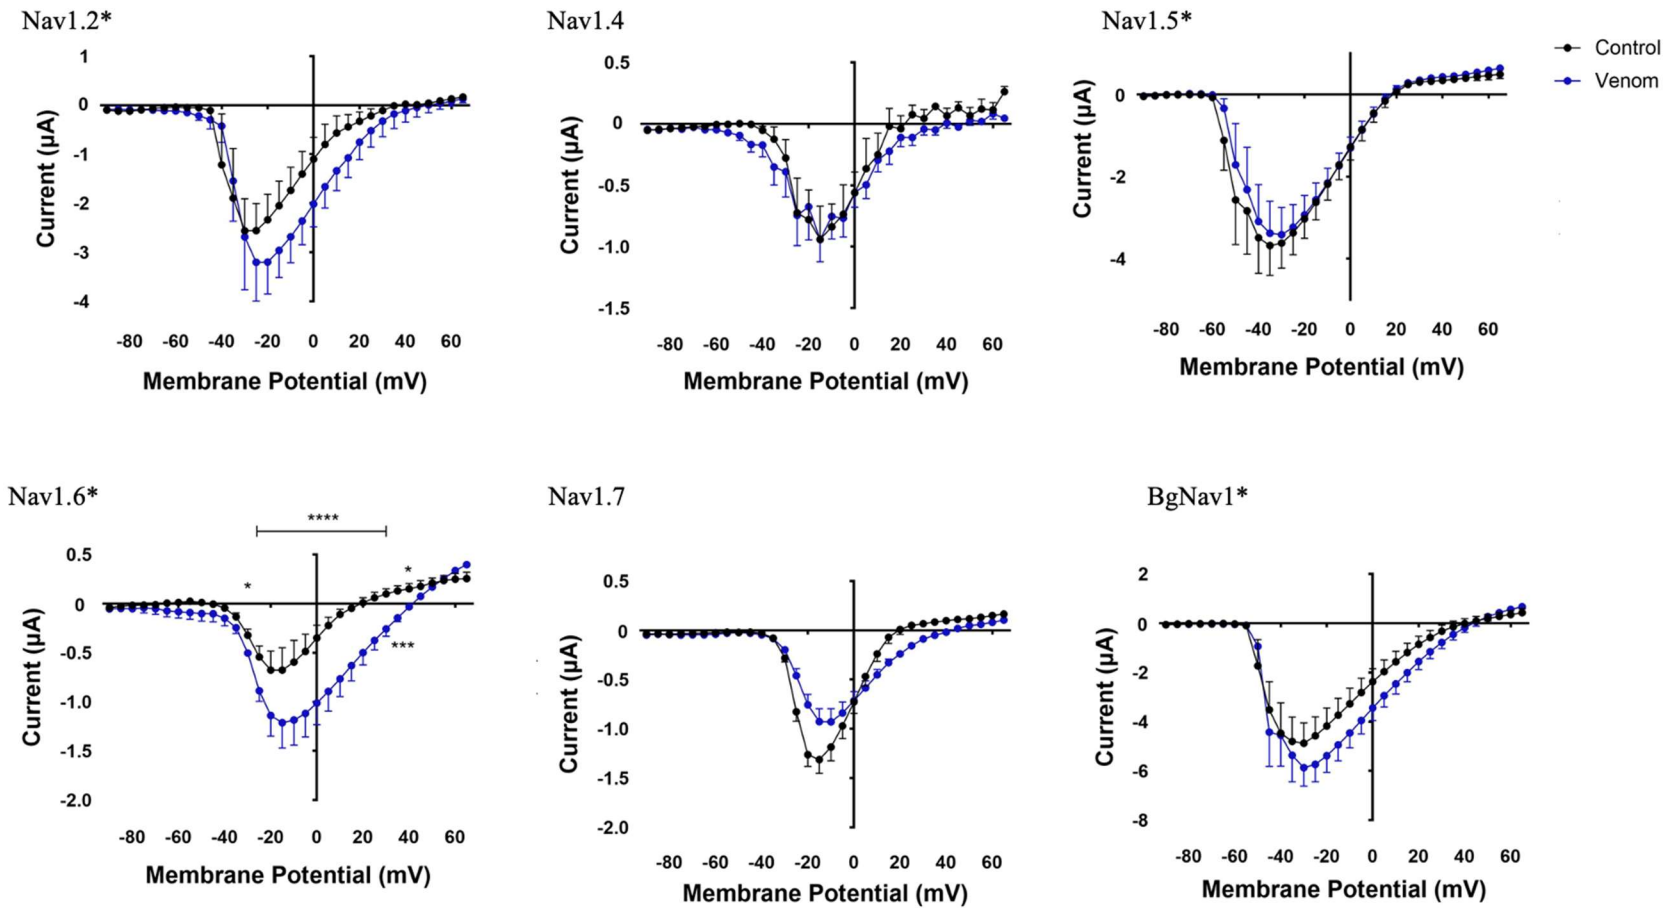 Nav1.2*
Nav1.4
Nav1.5*
Control
Venom
1
0
-1
-2
-3
-4
Current (µA)
-80 -60 -40 -20 0 20 40 60
Membrane Potential (mV)
0.5
0
-0.5
-1.0
-1.5
Current (µA)
-80 -60 -40 -20 0 20 40 60
Membrane Potential (mV)
0
-2
-4
Current (µA)
-80 -60 -40 -20 0 20 40 60
Membrane Potential (mV)
Nav1.6*
Nav1.7
BgNav1*
****
*
*
***
0.5
0
-0.5
-1.0
-1.5
-2.0
Current (µA)
-80 -60 -40 -20 0 20 40 60
Membrane Potential (mV)
0.5
0
-0.5
-1.0
-1.5
-2.0
Current (µA)
-80 -60 -40 -20 0 20 40 60
Membrane Potential (mV)
2
0
-2
-4
-6
-8
Current (µA)
-80 -60 -40 -20 0 20 40 60
Membrane Potential (mV)